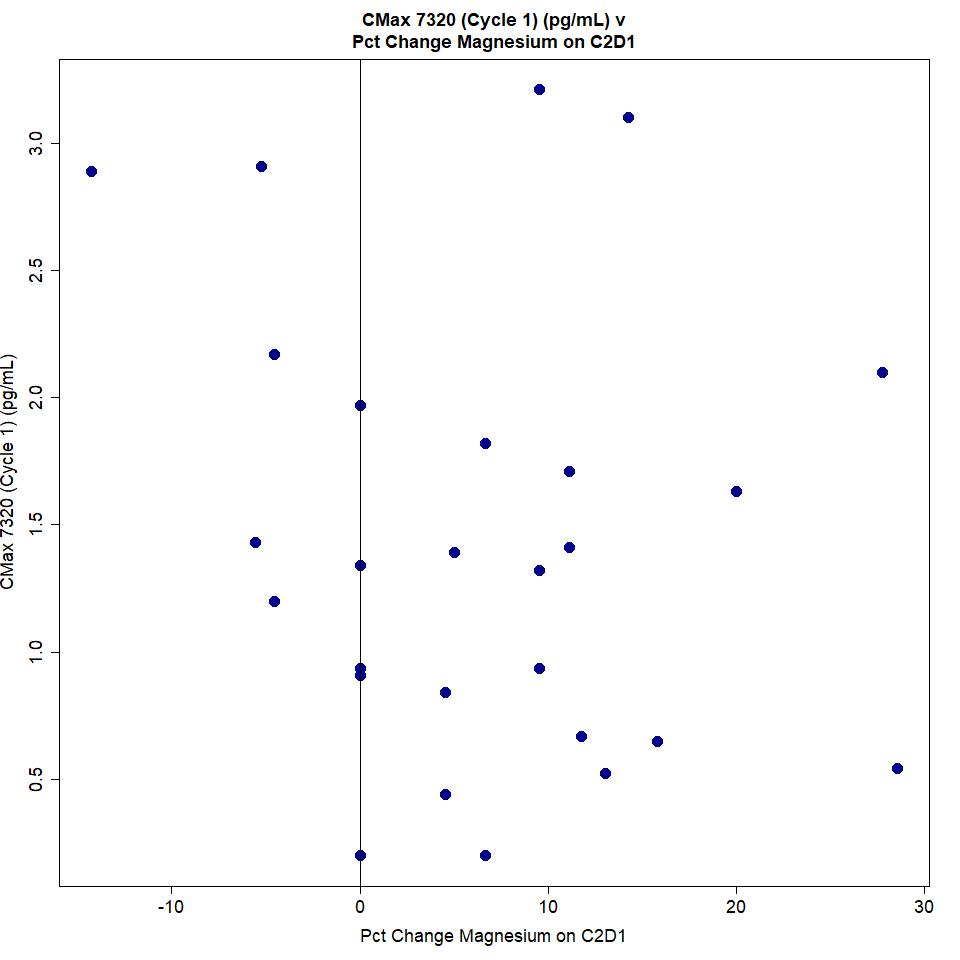 CMax 7320 (Cycle 1) (pg/mL) v
Pct Change Magnesium on C2D1
CMax 7320 (Cycle 1) (pg/mL)
3.0
2.5
2.0
1.5
1.0
0.5
-10
0
10
20
30
Pct Change Magnesium on C2D1